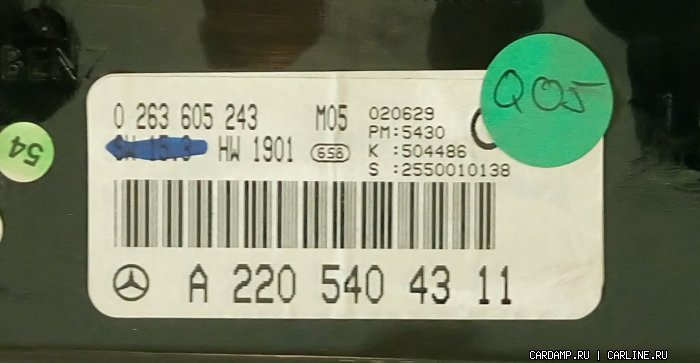 0 263 605 243
M05
020629
PM:5430
HW 1901
658
K :504486
S :2550010138
A 220 540 43 11
Q05
54
CARDAMP.RU | CARLINE.RU